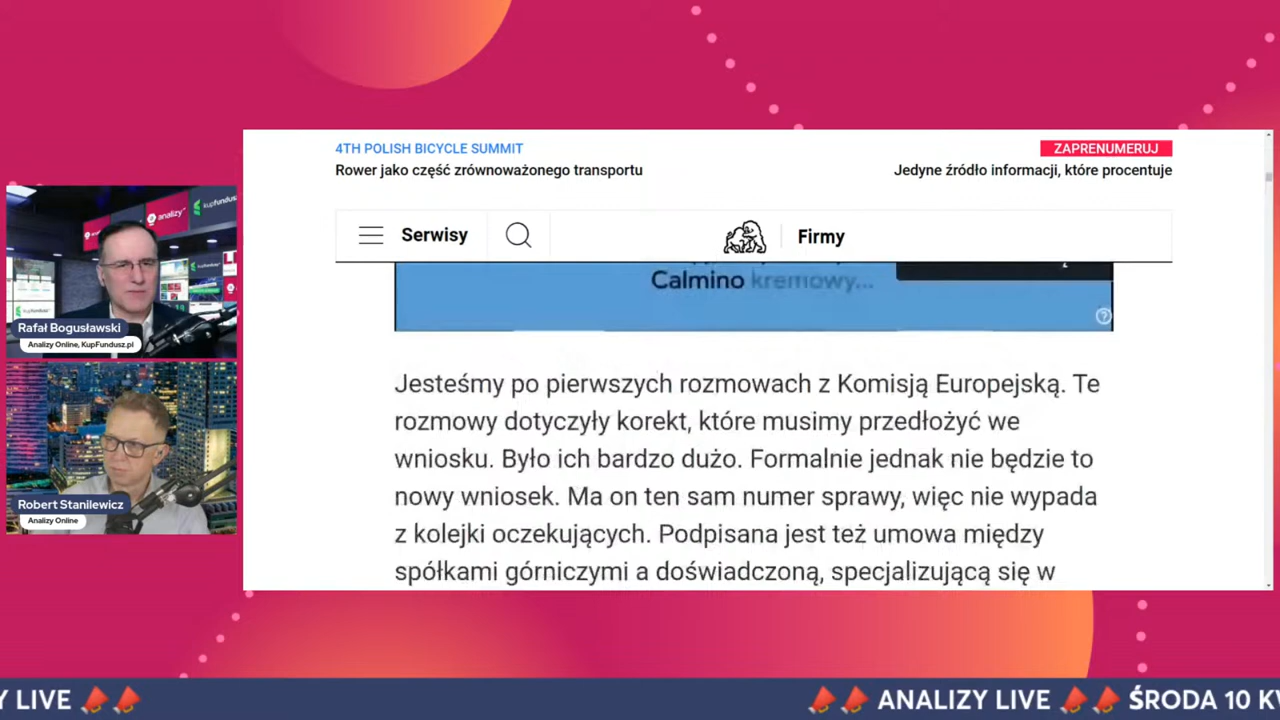 4TH POLISH BICYCLE SUMMIT
Rower jako część zrównoważonego transportu
ZAPRENUMERUJ
Jedyne źródło informacji, które procentuje
Serwisy
Firmy
Calmino kremowy...
Jesteśmy po pierwszych rozmowach z Komisją Europejską. Te
rozmowy dotyczyły korekt, które musimy przedłożyć we
wniosku. Było ich bardzo dużo. Formalnie jednak nie będzie to
nowy wniosek. Ma on ten sam numer sprawy, więc nie wypada
z kolejki oczekujących. Podpisana jest też umowa między
spółkami górniczymi a doświadczoną, specjalizującą się w
analizy
kupfundusz
Rafał Bogusławski
Analizy Online, KupFundusz.pl
Robert Stanilewicz
Analizy Online
Y LIVE
ANALIZY LIVE
ŚRODA 10 K